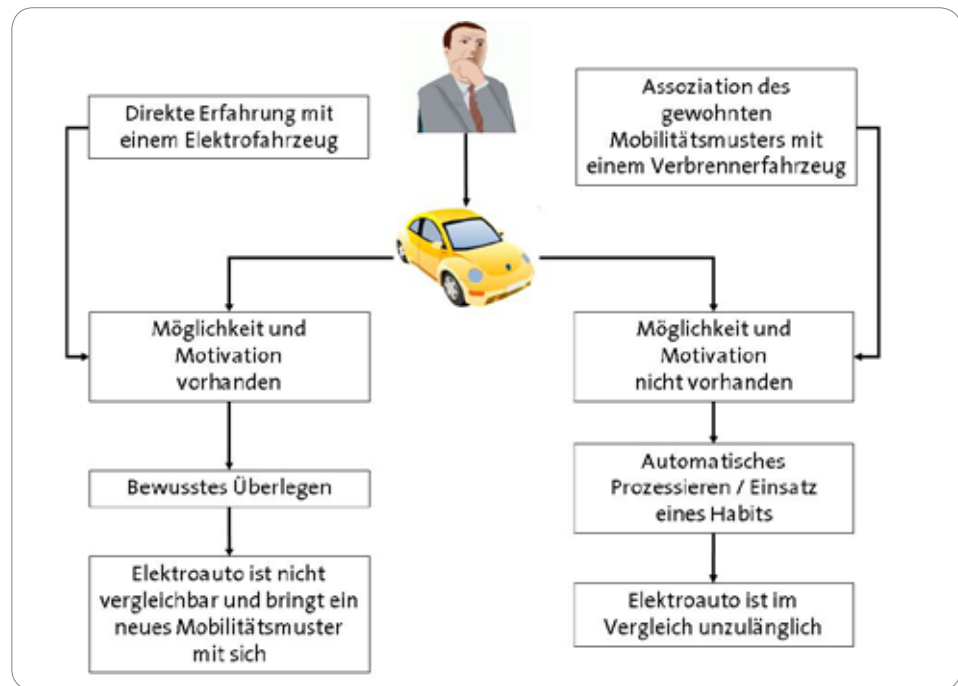 Direkte Erfahrung mit
einem Elektrofahrzeug
Assoziation des
gewohnten
Mobilitätsmusters mit
einem Verbrennerfahrzeug
Möglichkeit und
Motivation
vorhanden
Möglichkeit und
Motivation
nicht vorhanden
Bewusstes Überlegen
Automatisches
Prozessieren / Einsatz
eines Habits
Elektroauto ist nicht
vergleichbar und bringt ein
neues Mobilitätsmuster
mit sich
Elektroauto ist im
Vergleich unzulänglich